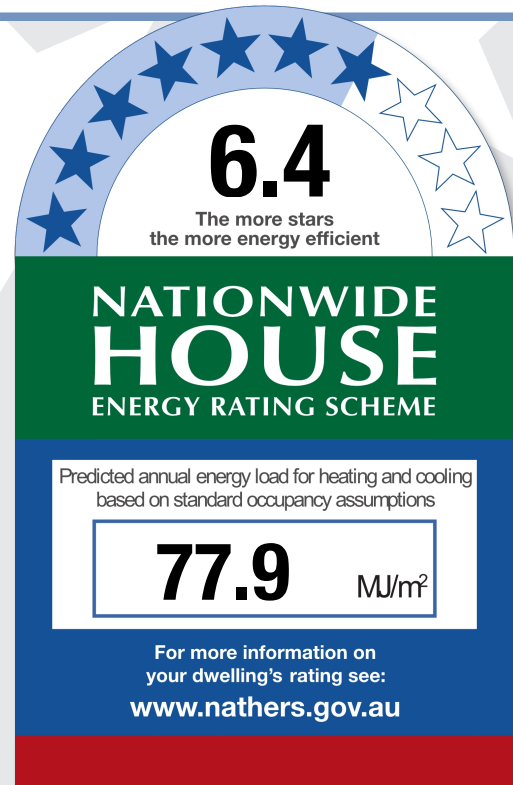 6.4
The more stars
the more energy efficient
NATIONWIDE
HOUSE
ENERGY RATING SCHEME
Predicted annual energy load for heating and cooling
based on standard occupancy assumptions
77.9 MJ/m²
For more information on
your dwelling's rating see:
www.nathers.gov.au